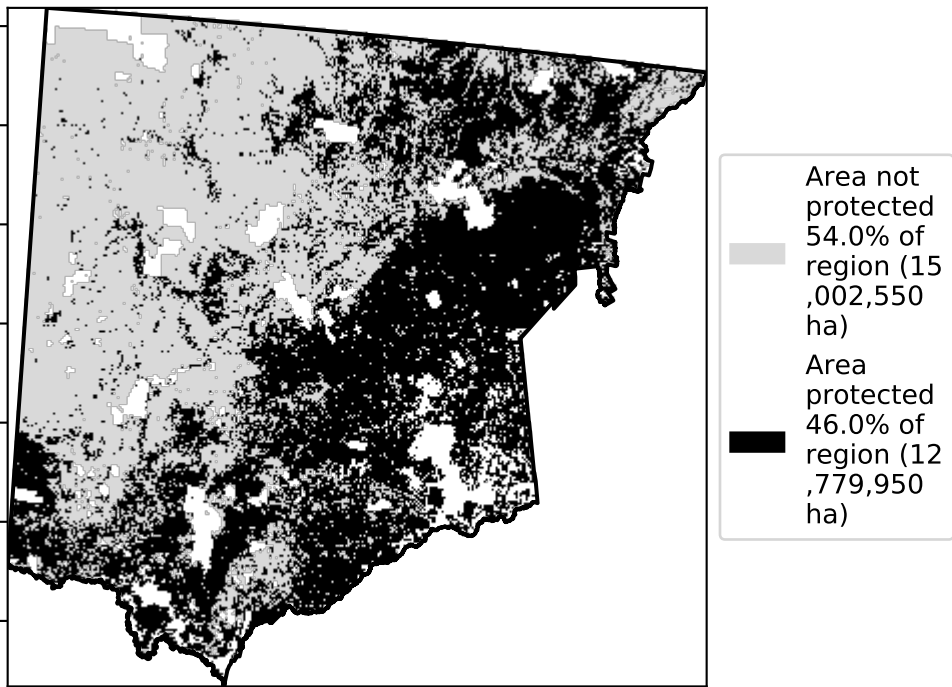 Area not
protected
54.0% of
region (15
,002,550
ha)
Area
protected
46.0% of
region (12
,779,950
ha)